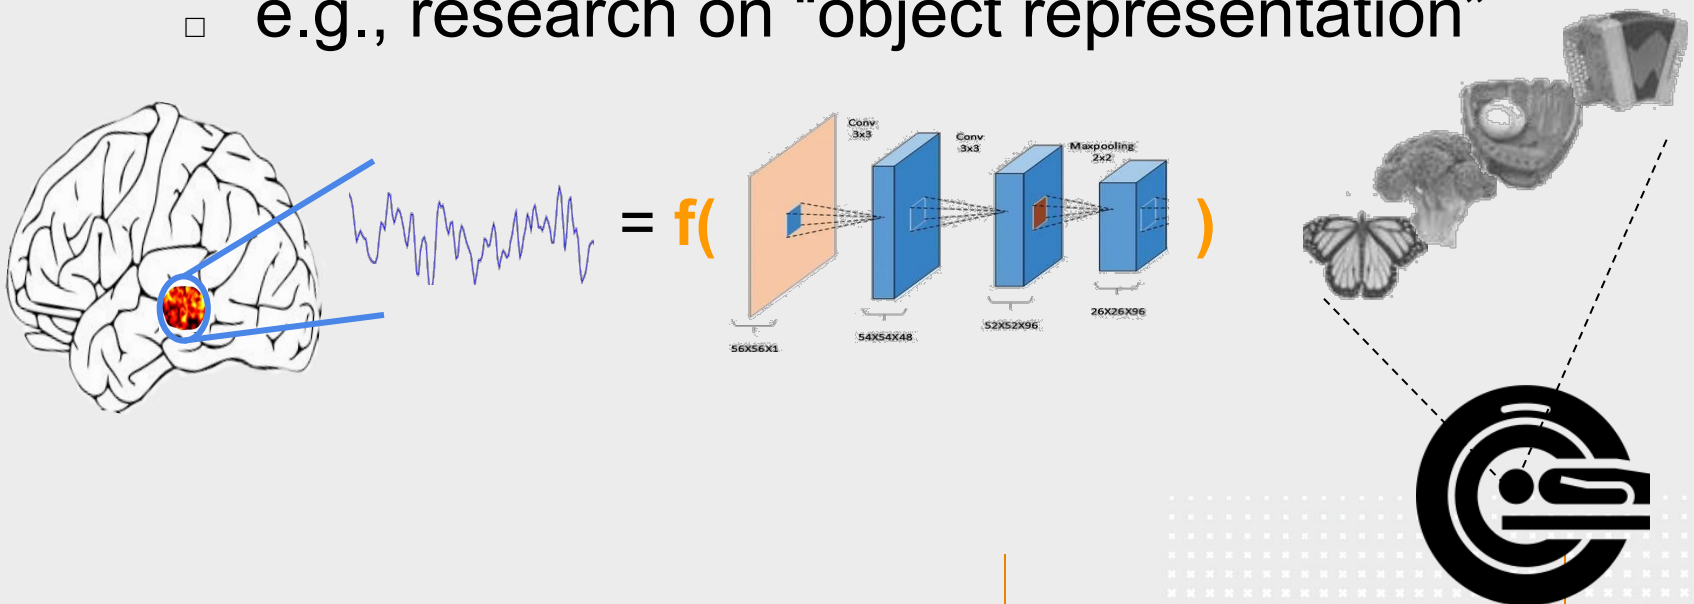 □ e.g., research on “object representation”
= f(
Conv
3x3
Conv
3x3
Maxpooling
2x2
)
56X56X1
54X54X48
52X52X96
26X26X96